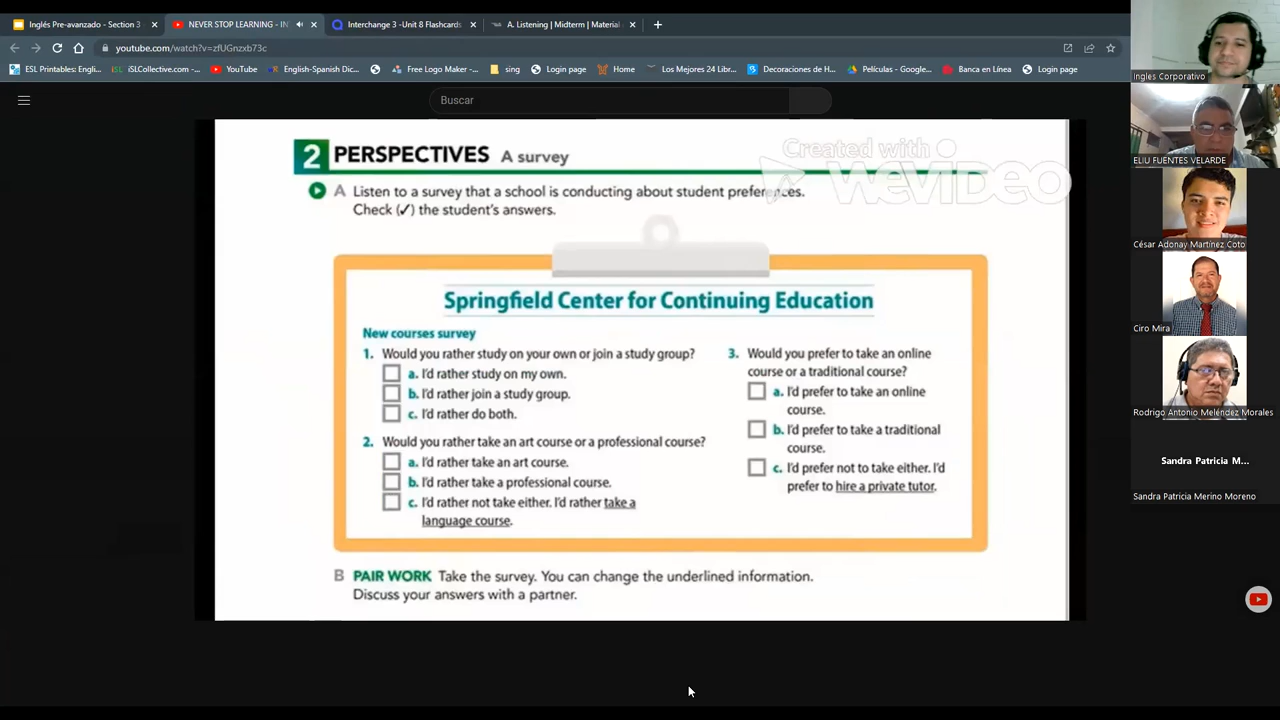 Inglés Pre-avanzado - Section 3
NEVER STOP LEARNING - IN
Interchange 3 -Unit 8 Flashcards
A. Listening | Midterm | Material
youtube.com/watch?v=zfUGnzxb73c
ESL Printables: Engli...
iSLCollective.com -...
YouTube
English-Spanish Dic...
Free Logo Maker -...
sing
Login page
Home
Los Mejores 24 Libr...
Decoraciones de H...
Películas - Google...
Banca en Línea
Login page
Buscar
2 PERSPECTIVES A survey
Created with
WEVIDEO
A Listen to a survey that a school is conducting about student preferences.
Check (✓) the student's answers.
Springfield Center for Continuing Education
New courses survey
1. Would you rather study on your own or join a study group?
a. I'd rather study on my own.
b. I'd rather join a study group.
c. I'd rather do both.
2. Would you rather take an art course or a professional course?
a. I'd rather take an art course.
b. I'd rather take a professional course.
c. I'd rather not take either. I'd rather take a
language course.
3. Would you prefer to take an online
course or a traditional course?
a. I'd prefer to take an online
course.
b. I'd prefer to take a traditional
course.
c. I'd prefer not to take either. I'd
prefer to hire a private tutor.
B PAIR WORK Take the survey. You can change the underlined information.
Discuss your answers with a partner.
Ingles Corporativo
ELIU FUENTES VELARDE
César Adonay Martínez Coto
Ciro Mira
Rodrigo Antonio Meléndez Morales
Sandra Patricia M...
Sandra Patricia Merino Moreno